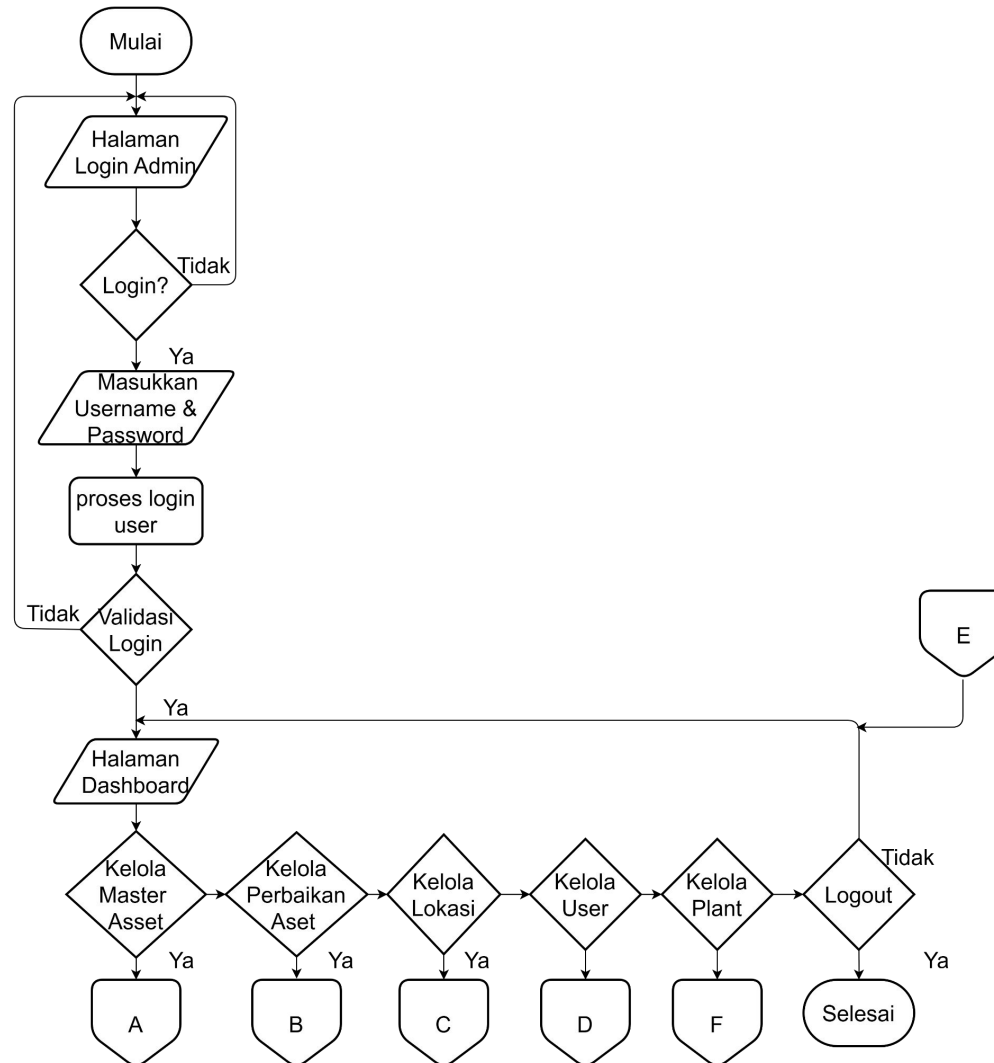 Mulai
Halaman
Login Admin
Tidak
Login?
Ya
Masukkan
Username &
Password
proses login
user
Tidak
Validasi
Login
E
Ya
Halaman
Dashboard
Kelola
Master
Asset
Kelola
Perbaikan
Aset
Kelola
Lokasi
Kelola
User
Kelola
Plant
Tidak
Logout
Ya
Ya
Ya
Ya
A
B
C
D
F
Selesai